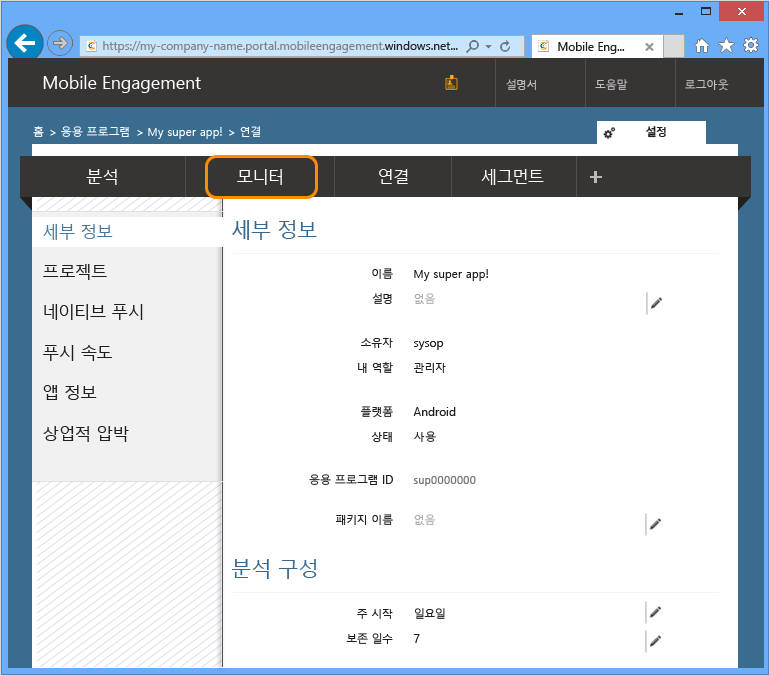 https://my-company-name.portal.mobileengagement.windows.net...
Mobile Eng...
Mobile Engagement
설명서
도움말
로그아웃
홈 > 응용 프로그램 > My super app! > 연결
설정
분석
모니터
연결
세그먼트
+
세부 정보
프로젝트
네이티브 푸시
푸시 속도
앱 정보
상업적 압박
세부 정보
이름 My super app!
설명 없음
소유자 sysop
내 역할 관리자
플랫폼 Android
상태 사용
응용 프로그램 ID sup0000000
패키지 이름 없음
분석 구성
주 시작 일요일
보존 일수 7